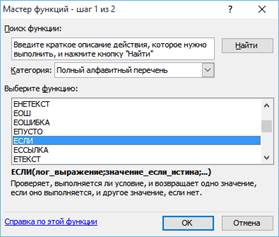 Мастер функций - шаг 1 из 2
Поиск функции:
Введите краткое описание действия, которое нужно
выполнить, и нажмите кнопку "Найти"
Найти
Категория: Полный алфавитный перечень
Выберите функцию:
ЕНЕТЕКСТ
ЕОШ
ЕОШИБКА
ЕПУСТО
ЕСЛИ
ЕССЫЛКА
ЕТЕКСТ
ЕСЛИ(лог_выражение;значение_если_истина;...)
Проверяет, выполняется ли условие, и возвращает одно значение,
если оно выполняется, и другое значение, если нет.
Справка по этой функции
ОК
Отмена